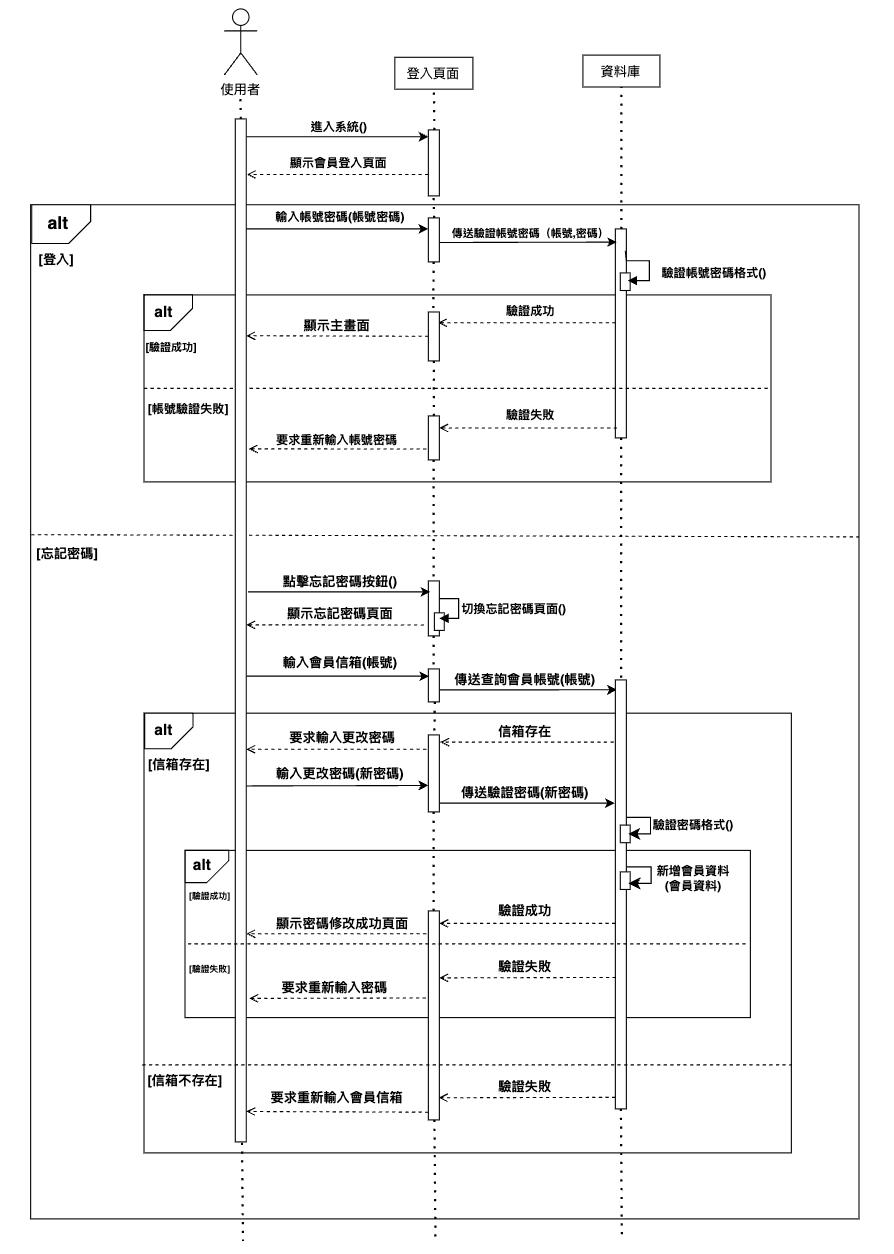 使用者
登入頁面
資料庫
進入系統()
顯示會員登入頁面
alt
[登入]
輸入帳號密碼(帳號密碼)
傳送驗證帳號密碼（帳號,密碼）
驗證帳號密碼格式()
alt
[驗證成功]
驗證成功
顯示主畫面
[帳號驗證失敗]
驗證失敗
要求重新輸入帳號密碼
[忘記密碼]
點擊忘記密碼按鈕()
切換忘記密碼頁面()
顯示忘記密碼頁面
輸入會員信箱(帳號)
傳送查詢會員帳號(帳號)
alt
[信箱存在]
信箱存在
要求輸入更改密碼
輸入更改密碼(新密碼)
傳送驗證密碼(新密碼)
驗證密碼格式()
alt
[驗證成功]
新增會員資料
(會員資料)
驗證成功
顯示密碼修改成功頁面
[驗證失敗]
驗證失敗
要求重新輸入密碼
[信箱不存在]
驗證失敗
要求重新輸入會員信箱